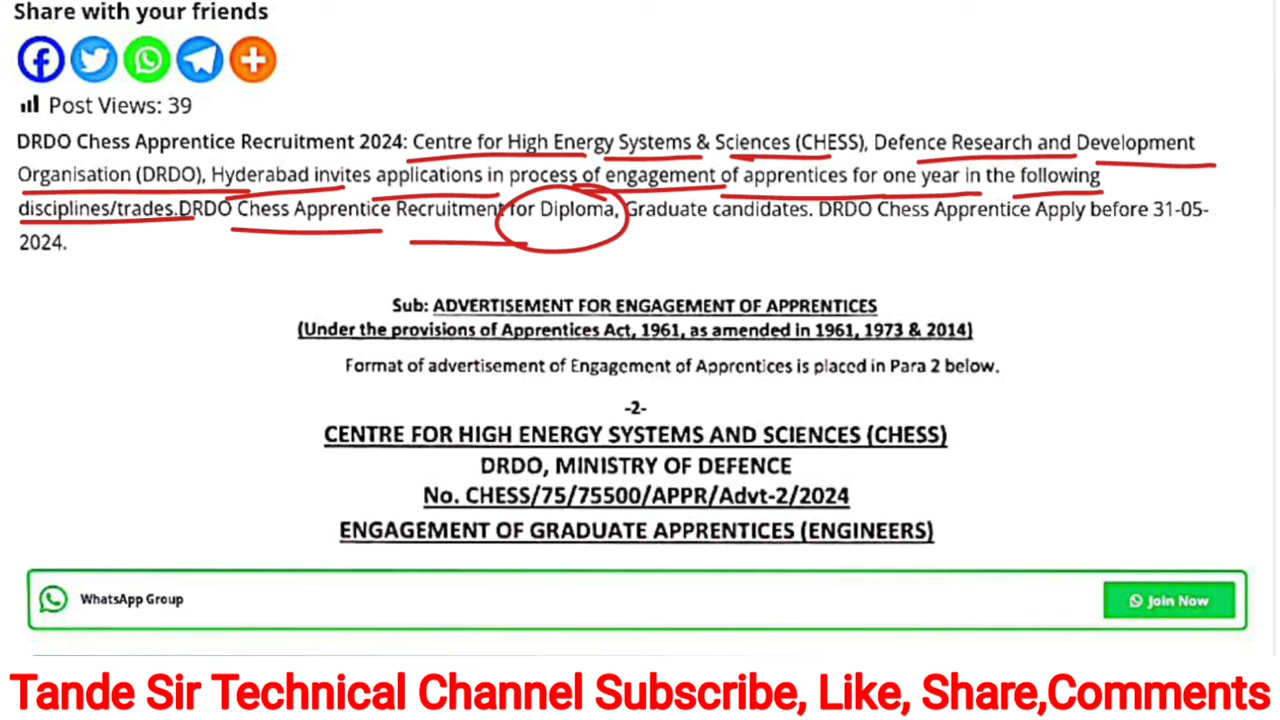 Share with your friends
Post Views: 39
DRDO Chess Apprentice Recruitment 2024: Centre for High Energy Systems & Sciences (CHESS), Defence Research and Development
Organisation (DRDO), Hyderabad invites applications in process of engagement of apprentices for one year in the following
disciplines/trades.DRDO Chess Apprentice Recruitment for Diploma, Graduate candidates. DRDO Chess Apprentice Apply before 31-05-
2024.
Sub: ADVERTISEMENT FOR ENGAGEMENT OF APPRENTICES
(Under the provisions of Apprentices Act, 1961, as amended in 1961, 1973 & 2014)
Format of advertisement of Engagement of Apprentices is placed in Para 2 below.
-2-
CENTRE FOR HIGH ENERGY SYSTEMS AND SCIENCES (CHESS)
DRDO, MINISTRY OF DEFENCE
No. CHESS/75/75500/APPR/Advt-2/2024
ENGAGEMENT OF GRADUATE APPRENTICES (ENGINEERS)
WhatsApp Group
Join Now
Tande Sir Technical Channel Subscribe, Like, Share,Comments